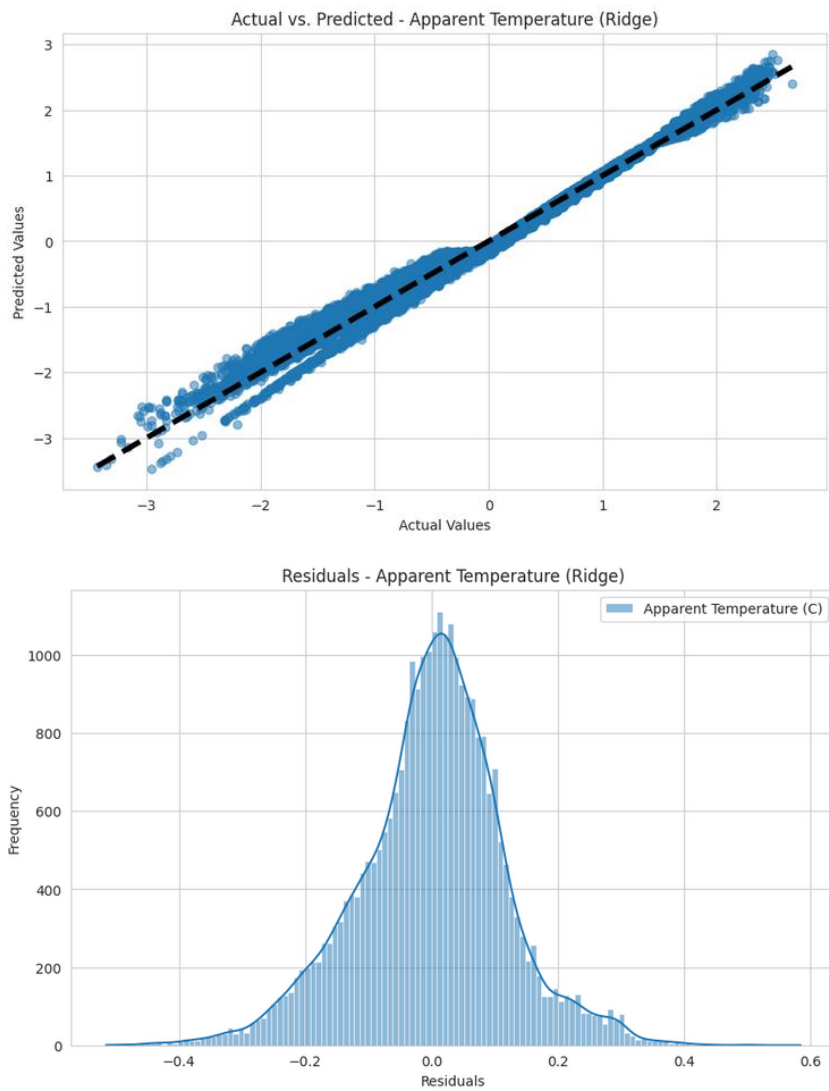 Actual vs. Predicted - Apparent Temperature (Ridge)
3
2
1
0
−1
−2
−3
Predicted Values
−3 −2 −1 0 1 2
Actual Values
Residuals - Apparent Temperature (Ridge)
Apparent Temperature (C)
1000
800
600
400
200
0
Frequency
−0.4 −0.2 0.0 0.2 0.4 0.6
Residuals